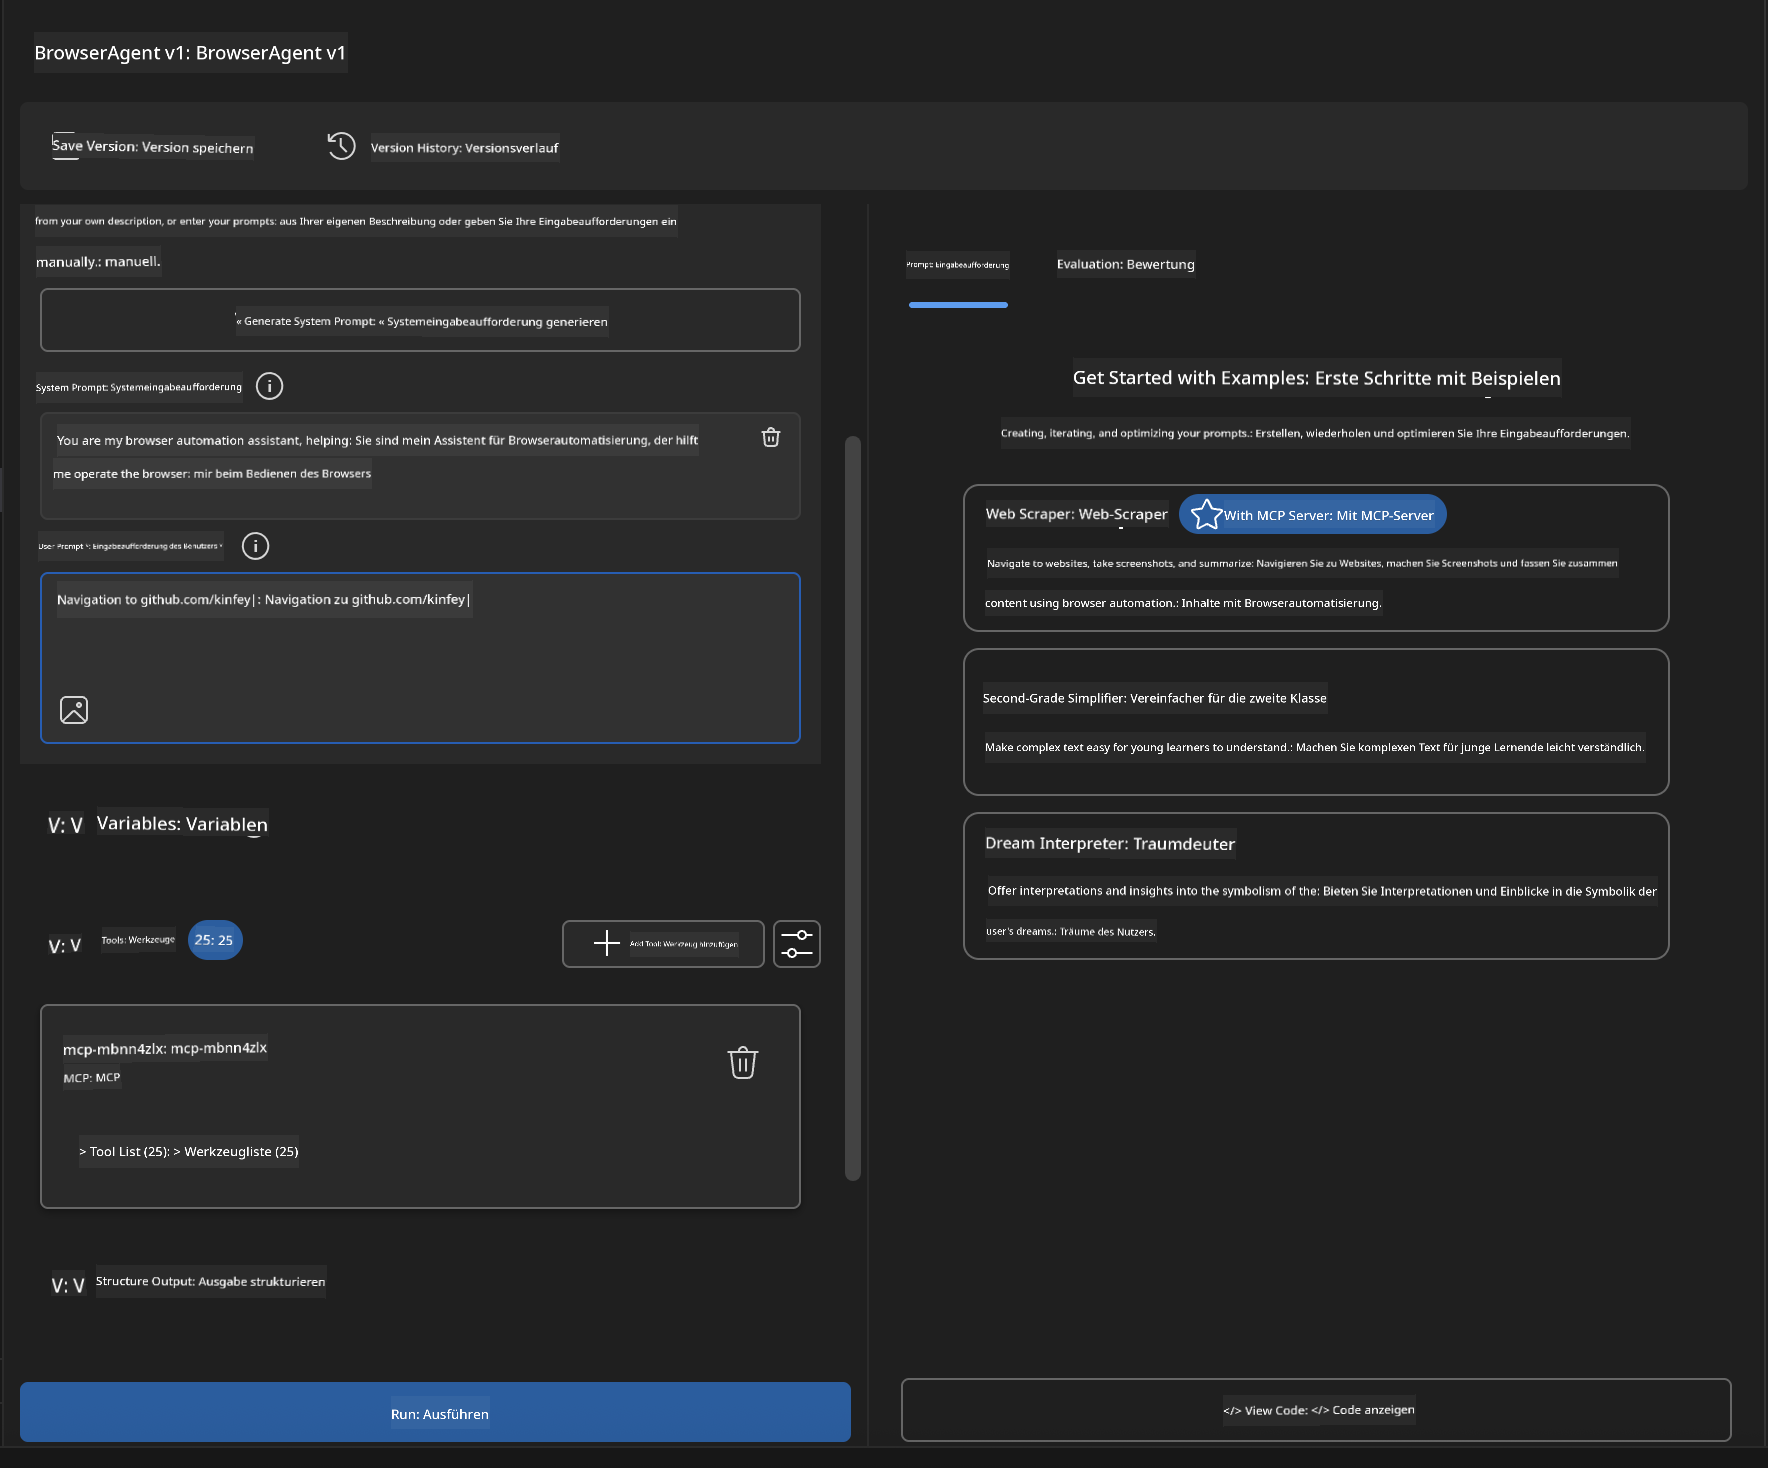 BrowserAgent v1: BrowserAgent v1
Save Version: Version speichern
Version History: Versionsverlauf
from your own description, or enter your prompts: aus Ihrer eigenen Beschreibung oder geben Sie Ihre Eingabeaufforderungen ein
manually.: manuell.
« Generate System Prompt: « Systemeingabeaufforderung generieren
System Prompt: Systemeingabeaufforderung
You are my browser automation assistant, helping: Sie sind mein Assistent für Browserautomatisierung, der hilft
me operate the browser: mir beim Bedienen des Browsers
User Prompt *: Eingabeaufforderung des Benutzers *
Navigation to github.com/kinfey|: Navigation zu github.com/kinfey|
V: V Variables: Variablen
V: V Tools: Werkzeuge 25: 25
Add Tool: Werkzeug hinzufügen
mcp-mbnn4zlx: mcp-mbnn4zlx
MCP: MCP
> Tool List (25): > Werkzeugliste (25)
V: V Structure Output: Ausgabe strukturieren
Run: Ausführen
Prompt: Eingabeaufforderung
Evaluation: Bewertung
Get Started with Examples: Erste Schritte mit Beispielen
Creating, iterating, and optimizing your prompts.: Erstellen, wiederholen und optimieren Sie Ihre Eingabeaufforderungen.
Web Scraper: Web-Scraper
With MCP Server: Mit MCP-Server
Navigate to websites, take screenshots, and summarize: Navigieren Sie zu Websites, machen Sie Screenshots und fassen Sie zusammen
content using browser automation.: Inhalte mit Browserautomatisierung.
Second-Grade Simplifier: Vereinfacher für die zweite Klasse
Make complex text easy for young learners to understand.: Machen Sie komplexen Text für junge Lernende leicht verständlich.
Dream Interpreter: Traumdeuter
Offer interpretations and insights into the symbolism of the: Bieten Sie Interpretationen und Einblicke in die Symbolik der
user's dreams.: Träume des Nutzers.
</> View Code: </> Code anzeigen